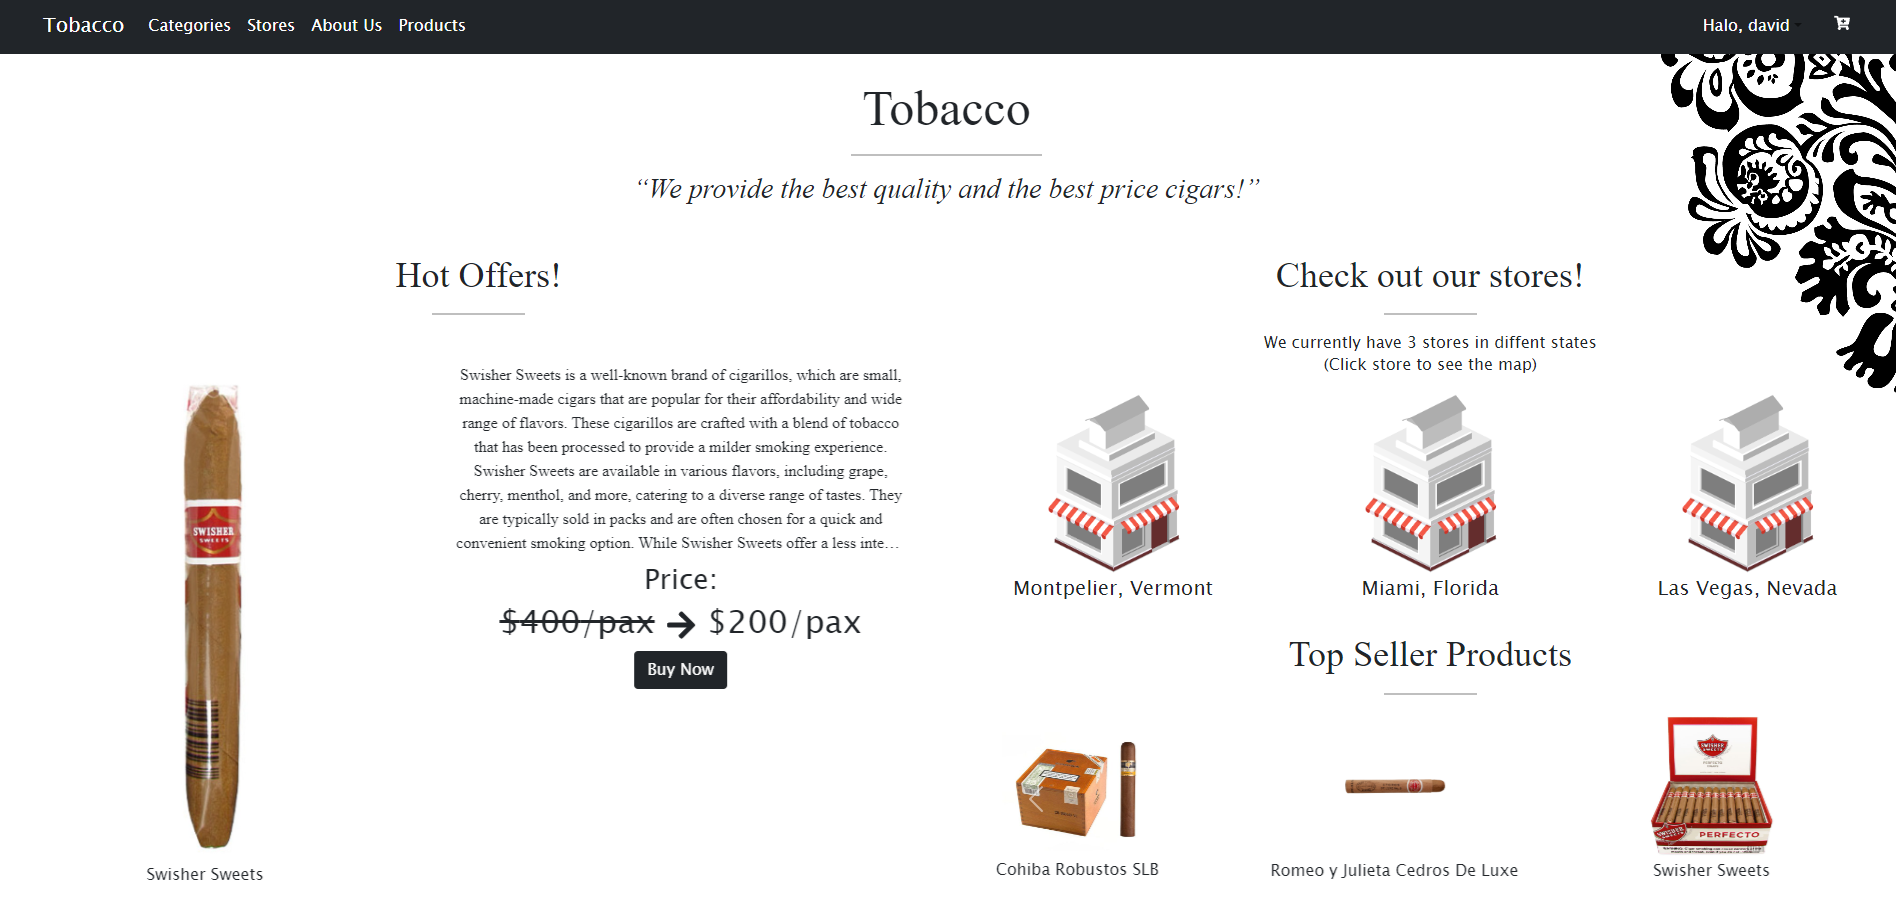 Tobacco Categories Stores About Us Products Halo, david
Tobacco
“We provide the best quality and the best price cigars!”
Hot Offers!
Swisher Sweets is a well-known brand of cigarillos, which are small,
machine-made cigars that are popular for their affordability and wide
range of flavors. These cigarillos are crafted with a blend of tobacco
that has been processed to provide a milder smoking experience.
Swisher Sweets are available in various flavors, including grape,
cherry, menthol, and more, catering to a diverse range of tastes. They
are typically sold in packs and are often chosen for a quick and
convenient smoking option. While Swisher Sweets offer a less inte…
Price:
$400/pax $200/pax
Buy Now
SWISHER
SWEETS
Swisher Sweets
Check out our stores!
We currently have 3 stores in diffent states
(Click store to see the map)
Montpelier, Vermont
Miami, Florida
Las Vegas, Nevada
Top Seller Products
Cohiba Robustos SLB
Romeo y Julieta Cedros De Luxe
SWISHER
SWEETS
PERFECTO
Swisher Sweets